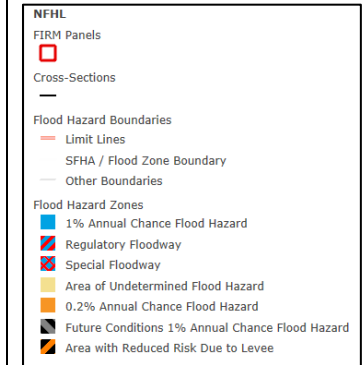 NFHL
FIRM Panels
Cross-Sections
Flood Hazard Boundaries
Limit Lines
SFHA / Flood Zone Boundary
Other Boundaries
Flood Hazard Zones
1% Annual Chance Flood Hazard
Regulatory Floodway
Special Floodway
Area of Undetermined Flood Hazard
0.2% Annual Chance Flood Hazard
Future Conditions 1% Annual Chance Flood Hazard
Area with Reduced Risk Due to Levee